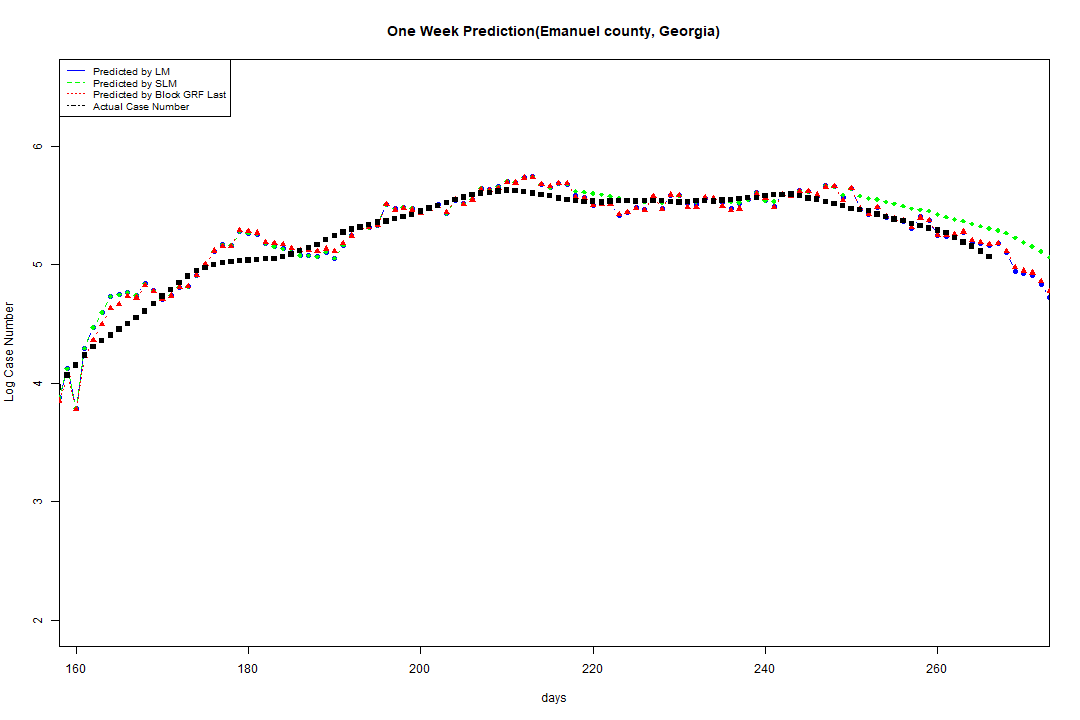 One Week Prediction(Emanuel county, Georgia)
Predicted by LM
Predicted by SLM
Predicted by Block GRF Last
Actual Case Number
6
5
4
3
2
Log Case Number
160 180 200 220 240 260
days